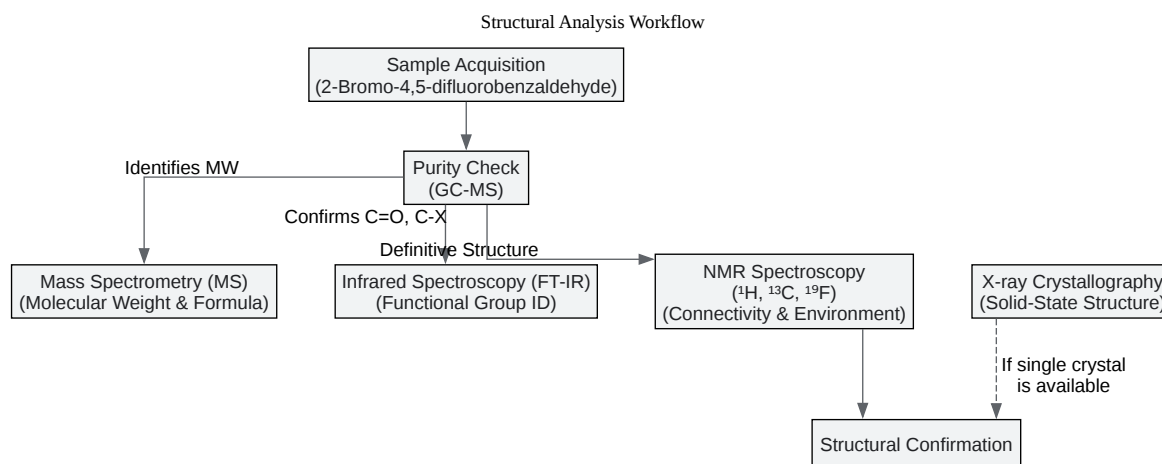 Structural Analysis Workflow
Sample Acquisition
(2-Bromo-4,5-difluorobenzaldehyde)
Identifies MW
Purity Check
(GC-MS)
Confirms C=O, C-X
Definitive Structure
Mass Spectrometry (MS)
(Molecular Weight & Formula)
Infrared Spectroscopy (FT-IR)
(Functional Group ID)
NMR Spectroscopy
(¹H, ¹³C, ¹⁹F)
(Connectivity & Environment)
X-ray Crystallography
(Solid-State Structure)
If single crystal
is available
Structural Confirmation